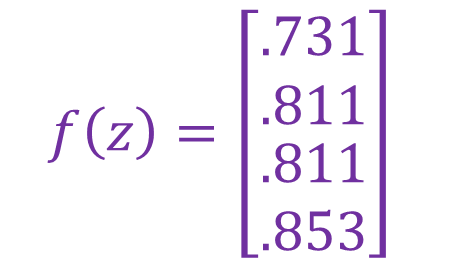 .731
.811
f(z) =
.811
.853